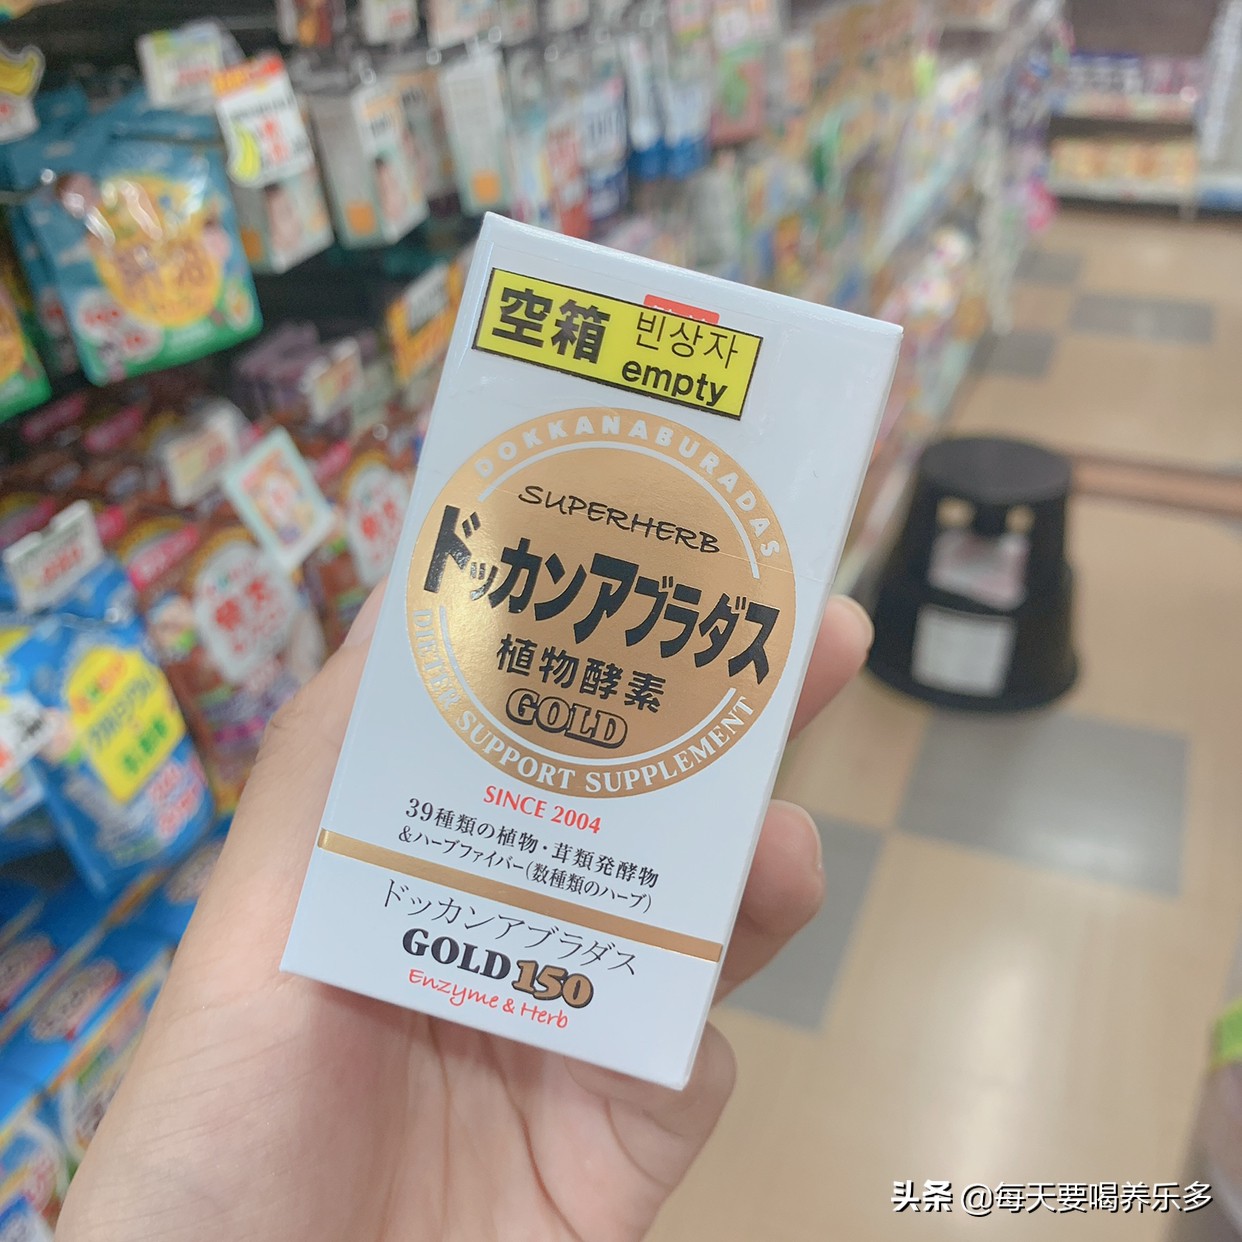 空箱 빈상자
empty
DOKKANABURADAS
SUPERHERB
ドッカンアブラダス
植物酵素
GOLD
DIETER SUPPORT SUPPLEMENT
SINCE 2004
39種類の植物・茸類発酵物
&ハーブファイバー(数種類のハーブ)
ドッカンアブラダス
GOLD150
Enzyme & Herb
头条 @每天要喝养乐多